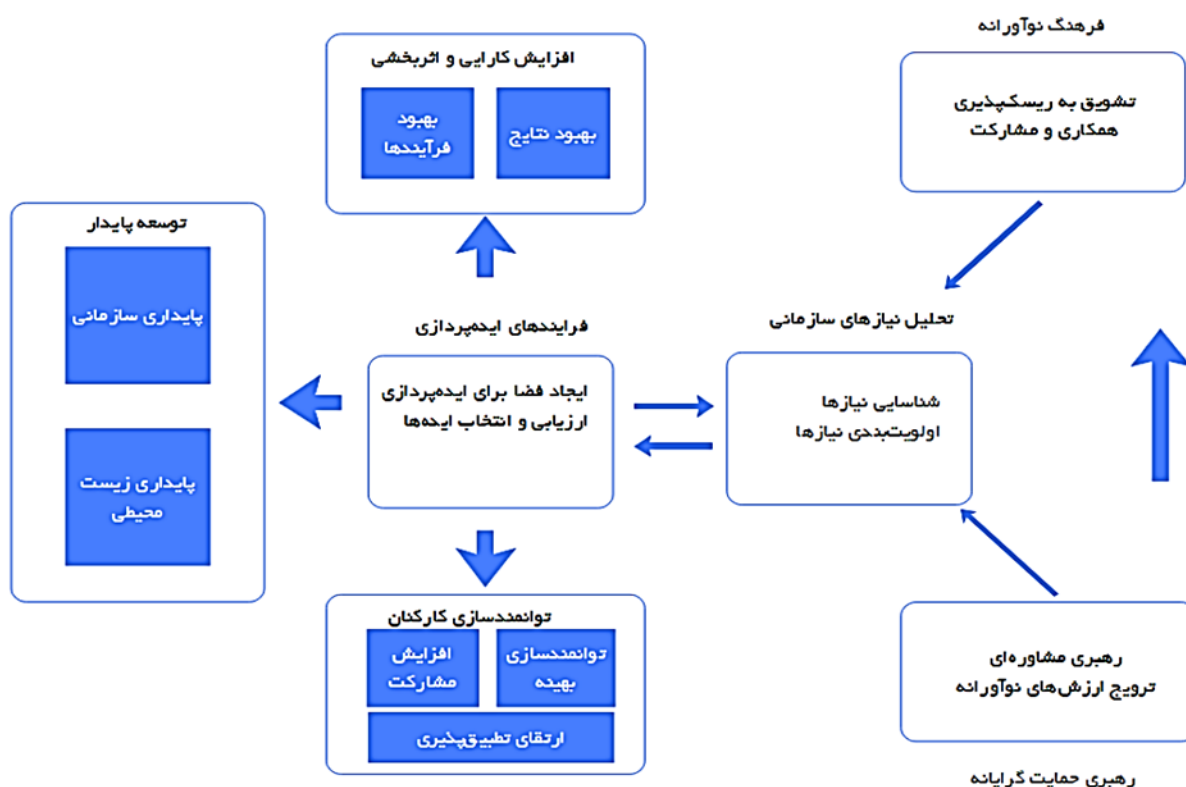 فرهنگ نوآورانه
تشویق به ریسک‌پذیری
همکاری و مشارکت
افزایش کارایی و اثربخشی
بهبود نتایج
بهبود
فرآیندها
توسعه پایدار
پایداری سازمانی
پایداری زیست
محیطی
تحلیل نیازهای سازمانی
شناسایی نیازها
اولویت‌بندی نیازها
فرایندهای ایده‌پردازی
ایجاد فضا برای ایده‌پردازی
ارزیابی و انتخاب ایده‌ها
توانمندسازی کارکنان
توانمندسازی
بهینه
افزایش
مشارکت
ارتقای تطبیق‌پذیری
رهبری مشاوره‌ای
ترویج ارزش‌های نوآورانه
رهبری حمایت گرایانه